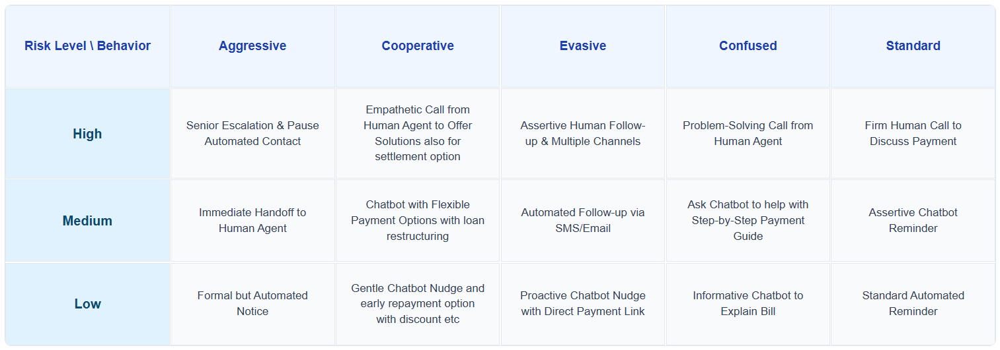 Risk Level \ Behavior
Aggressive
Cooperative
Evasive
Confused
Standard
High
Senior Escalation & Pause
Automated Contact
Empathetic Call from
Human Agent to Offer
Solutions also for
settlement option
Assertive Human Follow-
up & Multiple Channels
Problem-Solving Call from
Human Agent
Firm Human Call to
Discuss Payment
Medium
Immediate Handoff to
Human Agent
Chatbot with Flexible
Payment Options with loan
restructuring
Automated Follow-up via
SMS/Email
Ask Chatbot to help with
Step-by-Step Payment
Guide
Assertive Chatbot
Reminder
Low
Formal but Automated
Notice
Gentle Chatbot Nudge and
early repayment option
with discount etc
Proactive Chatbot Nudge
with Direct Payment Link
Informative Chatbot to
Explain Bill
Standard Automated
Reminder